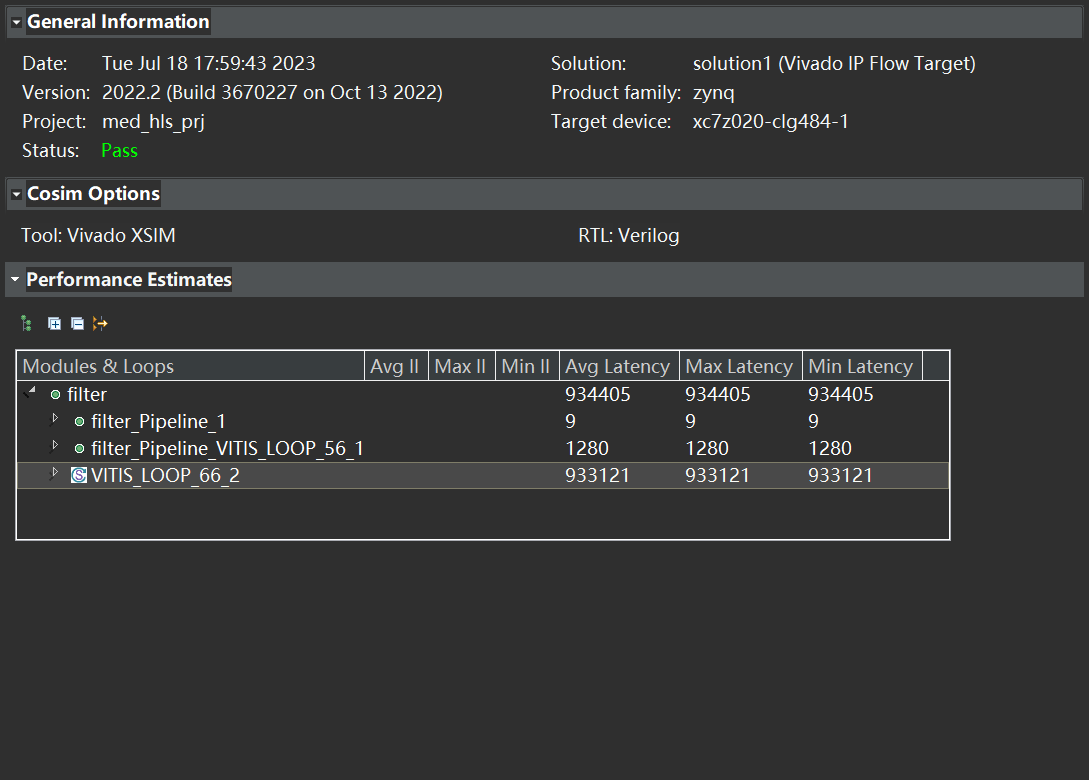 General Information
Date: Tue Jul 18 17:59:43 2023 Solution: solution1 (Vivado IP Flow Target)
Version: 2022.2 (Build 3670227 on Oct 13 2022) Product family: zynq
Project: med_hls_prj Target device: xc7z020-clg484-1
Status: Pass
Cosim Options
Tool: Vivado XSIM RTL: Verilog
Performance Estimates
Modules & Loops Avg II Max II Min II Avg Latency Max Latency Min Latency
filter 934405 934405 934405
filter_Pipeline_1 9 9 9
filter_Pipeline_VITIS_LOOP_56_1 1280 1280 1280
VITIS_LOOP_66_2 933121 933121 933121